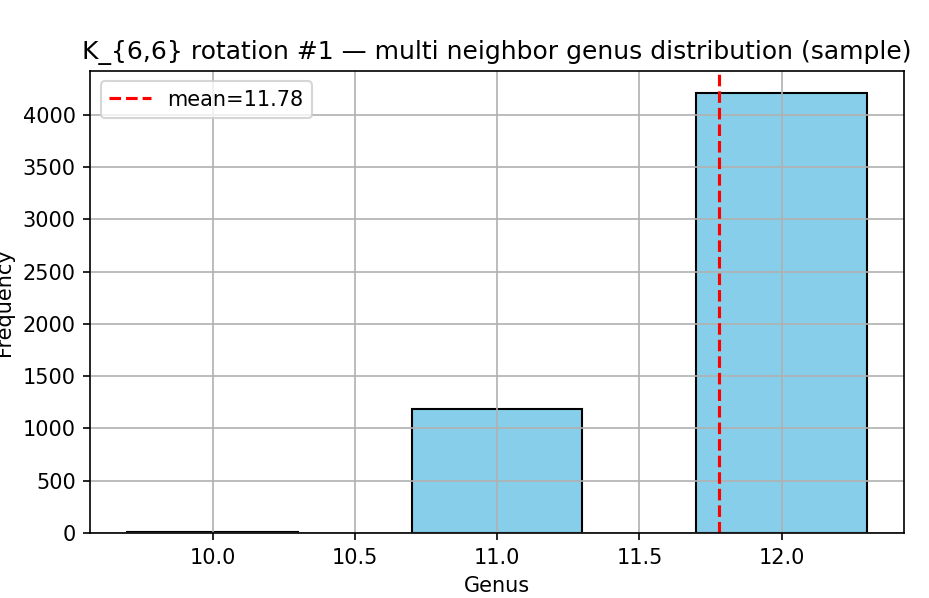 K_{6,6} rotation #1 — multi neighbor genus distribution (sample)
mean=11.78
4000
3500
3000
2500
2000
1500
1000
500
0
Frequency
10.0 10.5 11.0 11.5 12.0
Genus